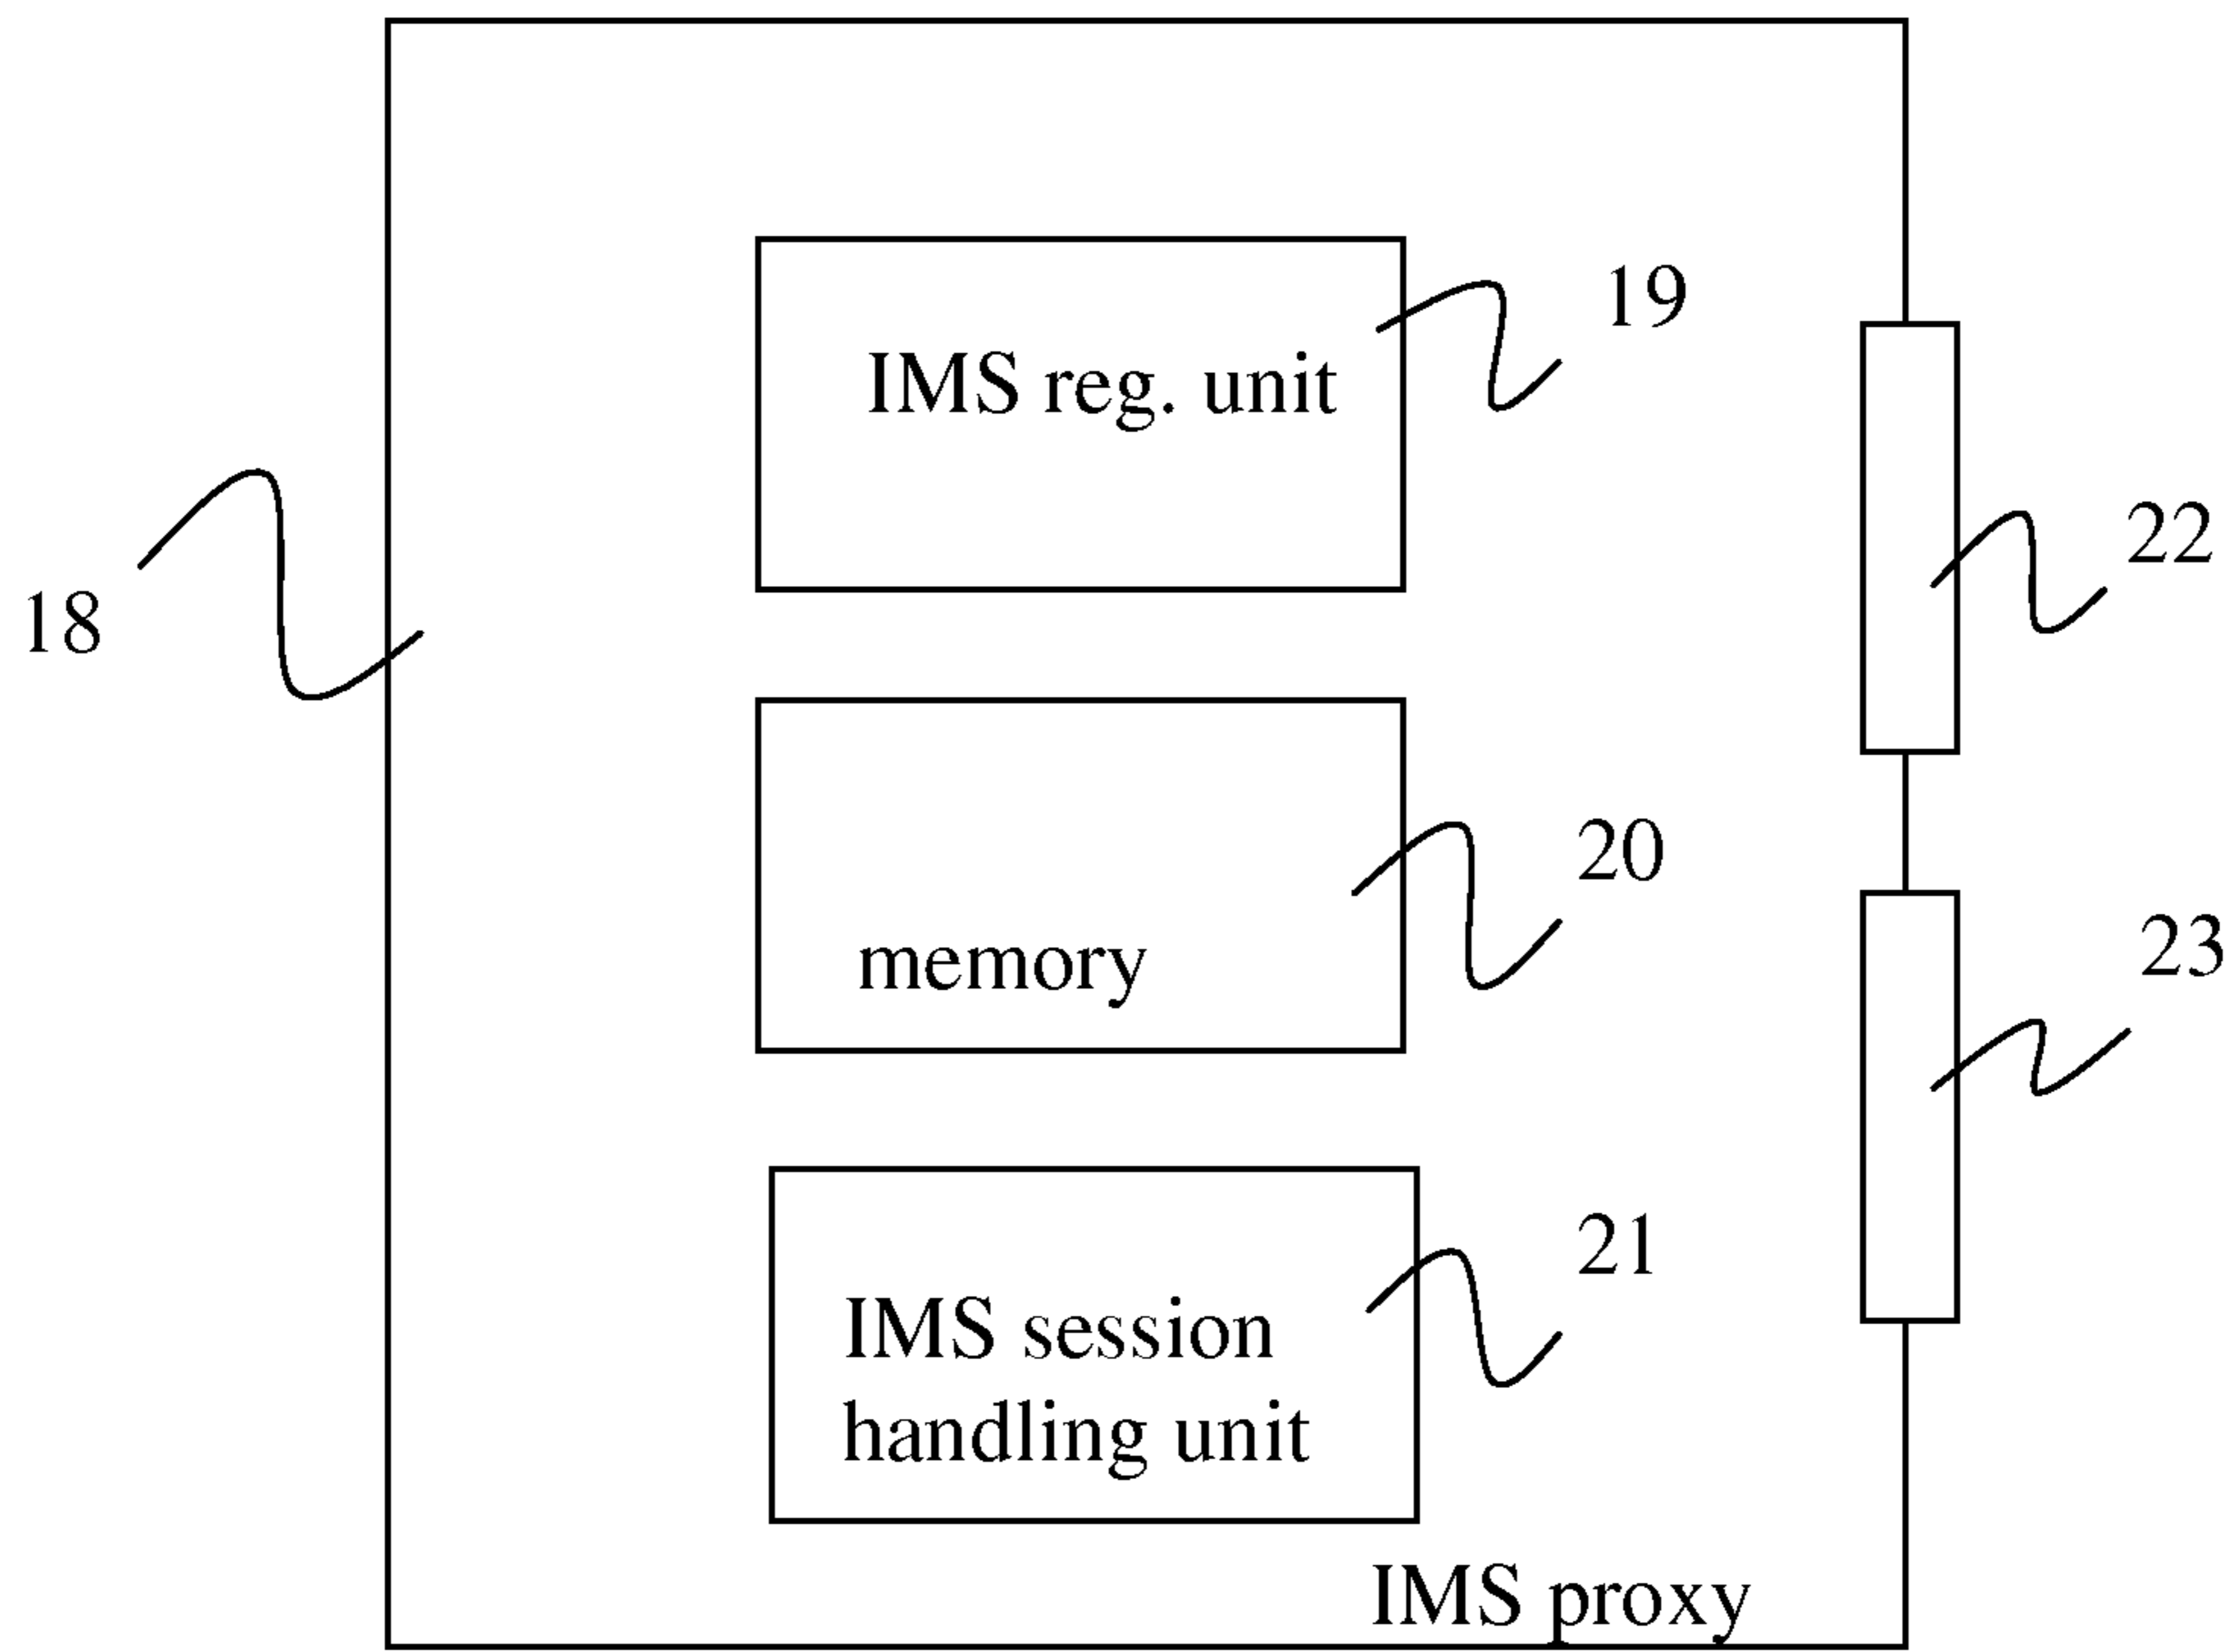 IMS reg. unit
19
22
18
memory
20
23
IMS session
handling unit
21
IMS proxy